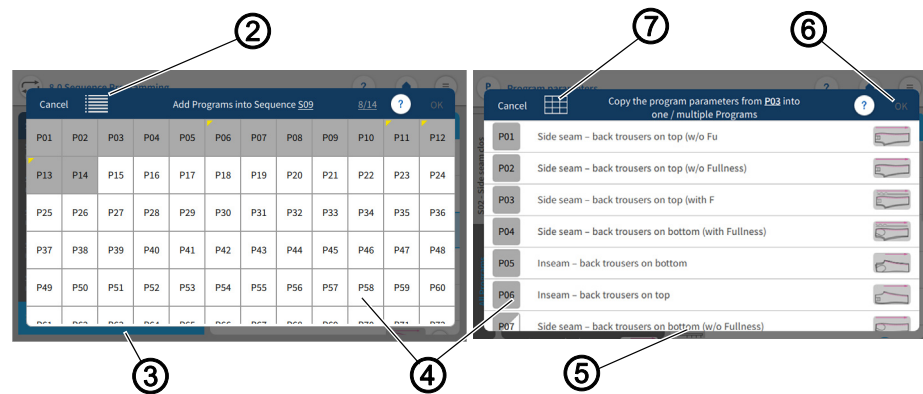 ② ⑦ ⑥
8.0 Sequence Programming ?
Cancel Add Programs into Sequence S09 8/14 ? OK
P01 P02 P03 P04 P05 P06 P07 P08 P09 P10 P11 P12
P13 P14 P15 P16 P17 P18 P19 P20 P21 P22 P23 P24
P25 P26 P27 P28 P29 P30 P31 P32 P33 P34 P35 P36
P37 P38 P39 P40 P41 P42 P43 P44 P45 P46 P47 P48
P49 P50 P51 P52 P53 P54 P55 P56 P57 P58 P59 P60
P Program parameters ?
Cancel Copy the program parameters from P03 into
one / multiple Programs ? OK
S02 - Side seam clos
P01 Side seam – back trousers on top (w/o Fu
P02 Side seam – back trousers on top (w/o Fullness)
P03 Side seam – back trousers on top (with F
P04 Side seam – back trousers on bottom (with Fullness)
P05 Inseam – back trousers on bottom
P06 Inseam – back trousers on top
P07 Side seam – back trousers on bottom (w/o Fullness)
③ ④ ⑤